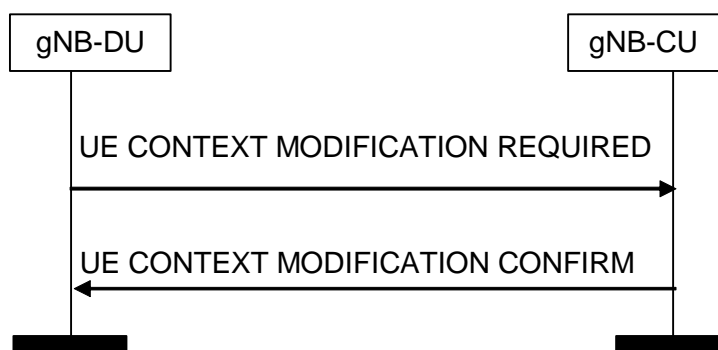 gNB-DU
gNB-CU
UE CONTEXT MODIFICATION REQUIRED
UE CONTEXT MODIFICATION CONFIRM